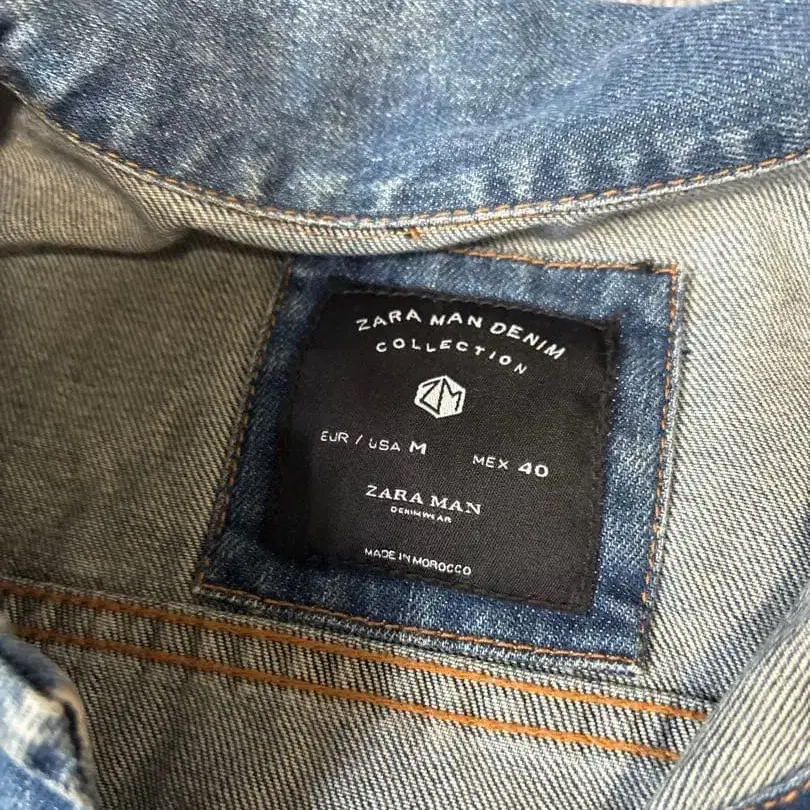 ZARA MAN DENIM
COLLECTION
ZM
EUR / USA M MEX 40
ZARA MAN
DENIMWEAR
MADE IN MOROCCO